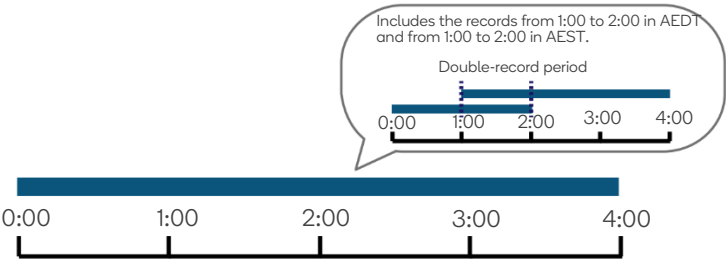 Includes the records from 1:00 to 2:00 in AEDT
and from 1:00 to 2:00 in AEST.
Double-record period
0:00 1:00 2:00 3:00 4:00
0:00 1:00 2:00 3:00 4:00